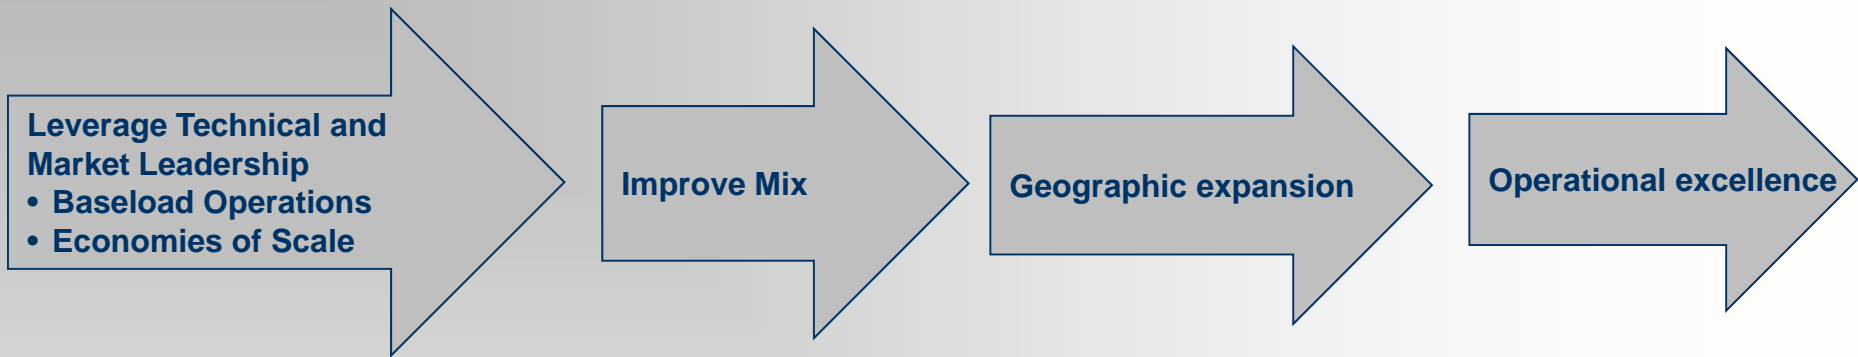 Leverage Technical and
Market Leadership
• Baseload Operations
• Economies of Scale
Improve Mix
Geographic expansion
Operational excellence